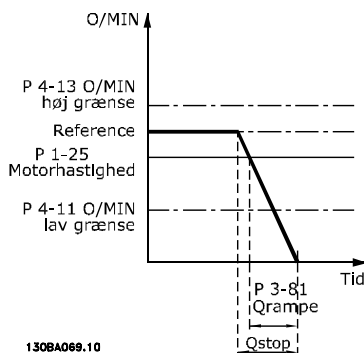 O/MIN
P 4-13 O/MIN
høj grænse
Reference
P 1-25
Motorhastighed
P 4-11 O/MIN
lav grænse
Tid
P 3-81
Qrampe
Qstop
130BA069.10